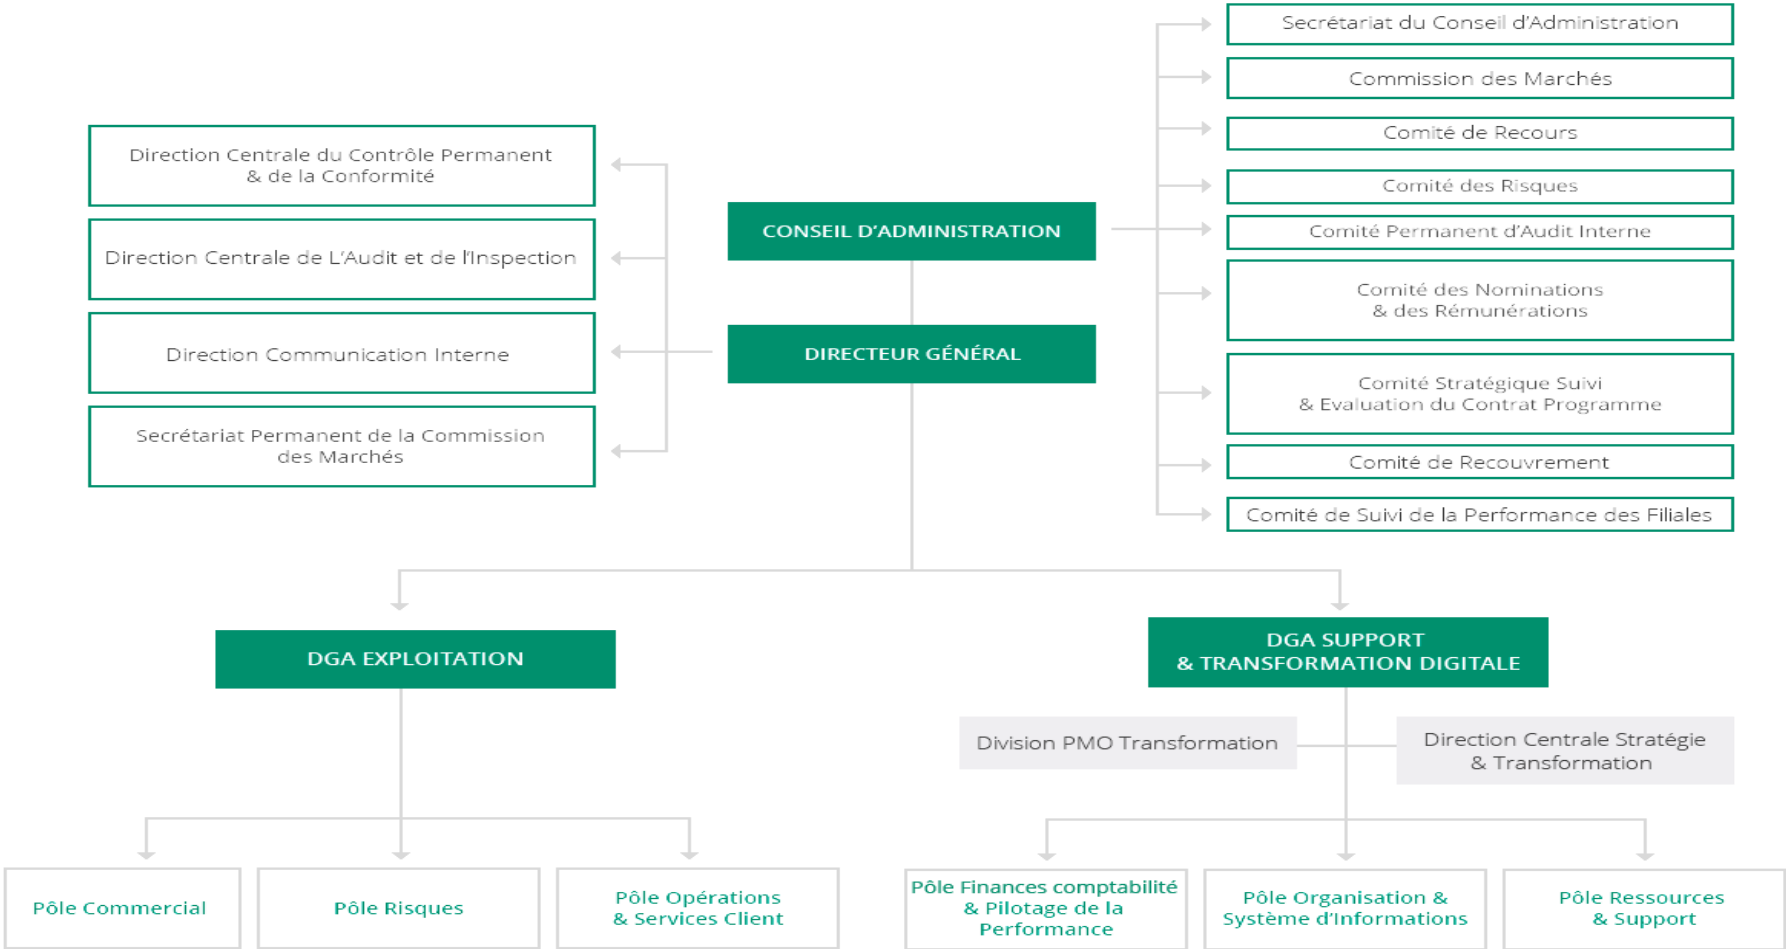 Secrétariat du Conseil d’Administration
Commission des Marchés
Comité de Recours
Comité des Risques
Comité Permanent d’Audit Interne
Comité des Nominations
& des Rémunérations
Comité Stratégique Suivi
& Evaluation du Contrat Programme
Comité de Recouvrement
Comité de Suivi de la Performance des Filiales
CONSEIL D’ADMINISTRATION
DIRECTEUR GÉNÉRAL
Direction Centrale du Contrôle Permanent
& de la Conformité
Direction Centrale de L’Audit et de l’Inspection
Direction Communication Interne
Secrétariat Permanent de la Commission
des Marchés
DGA EXPLOITATION
DGA SUPPORT
& TRANSFORMATION DIGITALE
Division PMO Transformation
Direction Centrale Stratégie
& Transformation
Pôle Commercial
Pôle Risques
Pôle Opérations
& Services Client
Pôle Finances comptabilité
& Pilotage de la
Performance
Pôle Organisation &
Système d’Informations
Pôle Ressources
& Support